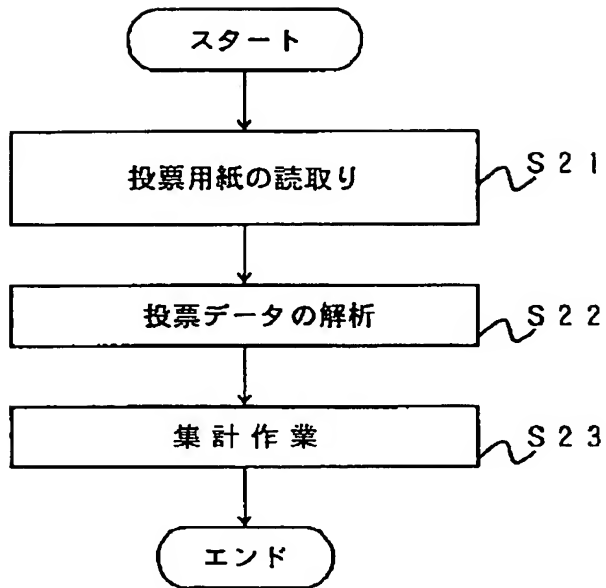 スタート
投票用紙の読取り
S21
投票データの解析
S22
集計作業
S23
エンド